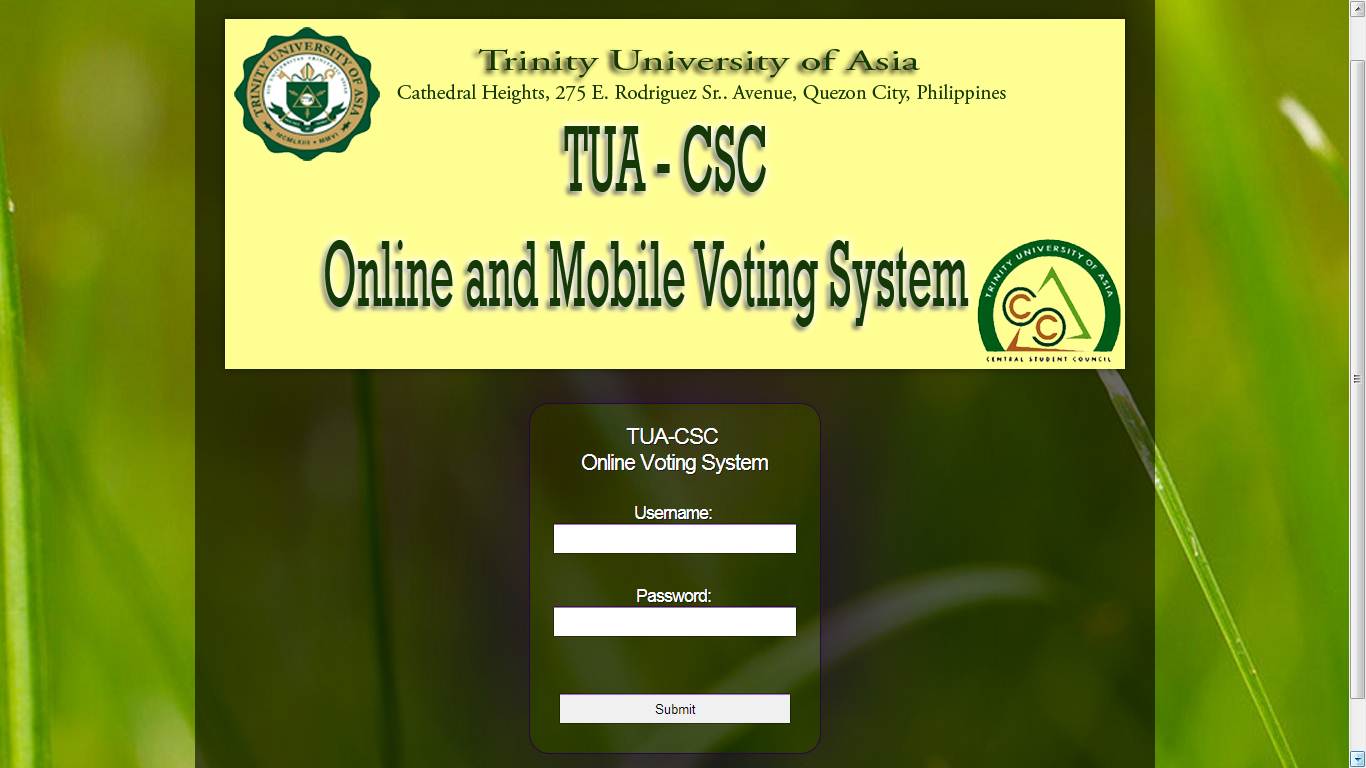 TRINITY UNIVERSITY OF ASIA
Trinity University of Asia
Cathedral Heights, 275 E. Rodriguez Sr.. Avenue, Quezon City, Philippines
MCMLXIII MMVI
TUA - CSC
Online and Mobile Voting System
TRINITY UNIVERSITY OF ASIA
CSC
CENTRAL STUDENT COUNCIL
TUA-CSC
Online Voting System
Username:
Password:
Submit